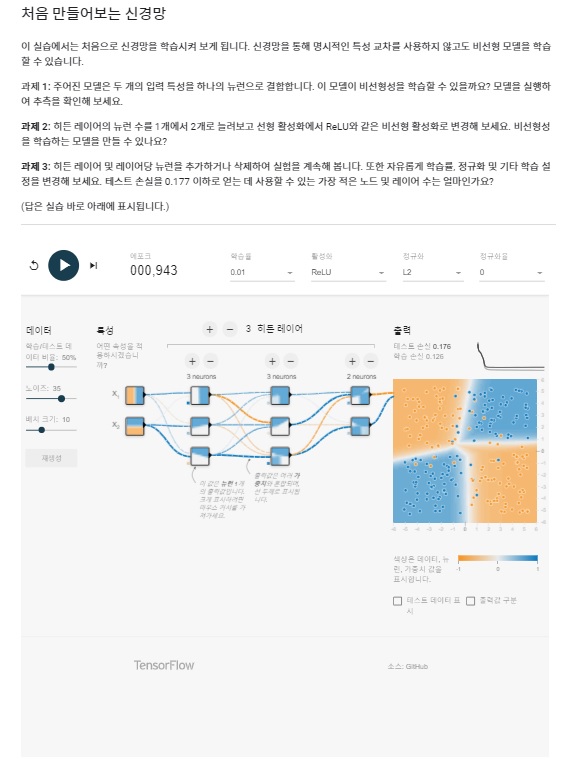 처음 만들어보는 신경망
이 실습에서는 처음으로 신경망을 학습시켜 보게 됩니다. 신경망을 통해 명시적인 특성 교차를 사용하지 않고도 비선형 모델을 학습
할 수 있습니다.
과제 1: 주어진 모델은 두 개의 입력 특성을 하나의 뉴런으로 결합합니다. 이 모델이 비선형성을 학습할 수 있을까요? 모델을 실행하
여 추측을 확인해 보세요.
과제 2: 히든 레이어의 뉴런 수를 1개에서 2개로 늘려보고 선형 활성화에서 ReLU와 같은 비선형 활성화로 변경해 보세요. 비선형성
을 학습하는 모델을 만들 수 있나요?
과제 3: 히든 레이어 및 레이어당 뉴런을 추가하거나 삭제하여 실험을 계속해 봅니다. 또한 자유롭게 학습률, 정규화 및 기타 학습 설
정을 변경해 보세요. 테스트 손실을 0.177 이하로 얻는 데 사용할 수 있는 가장 적은 노드 및 레이어 수는 얼마인가요?
(답은 실습 바로 아래에 표시됩니다.)
에포크
000,943
학습률
0.01
활성화
ReLU
정규화
L2
정규화율
0
데이터
학습/테스트 데
이터 비율: 50%
노이즈: 35
배치 크기: 10
재생성
특성
어떤 속성을 적
용하시겠습니
까?
X1
X2
+ − 3 히든 레이어
+ −
3 neurons
+ −
3 neurons
+ −
2 neurons
이 값은 뉴런 1개
의 출력값입니다.
크게 표시하려면
마우스 커서를 가
져가세요.
출력값은 여러 가
중치와 혼합되며,
선 두께로 표시됩
니다.
출력
테스트 손실 0.176
학습 손실 0.126
-6 -5 -4 -3 -2 -1 0 1 2 3 4 5 6
색상은 데이터, 뉴
런, 가중치 값을
표시합니다.
-1 0 1
테스트 데이터 표
시
출력값 구분
TensorFlow
소스: GitHub